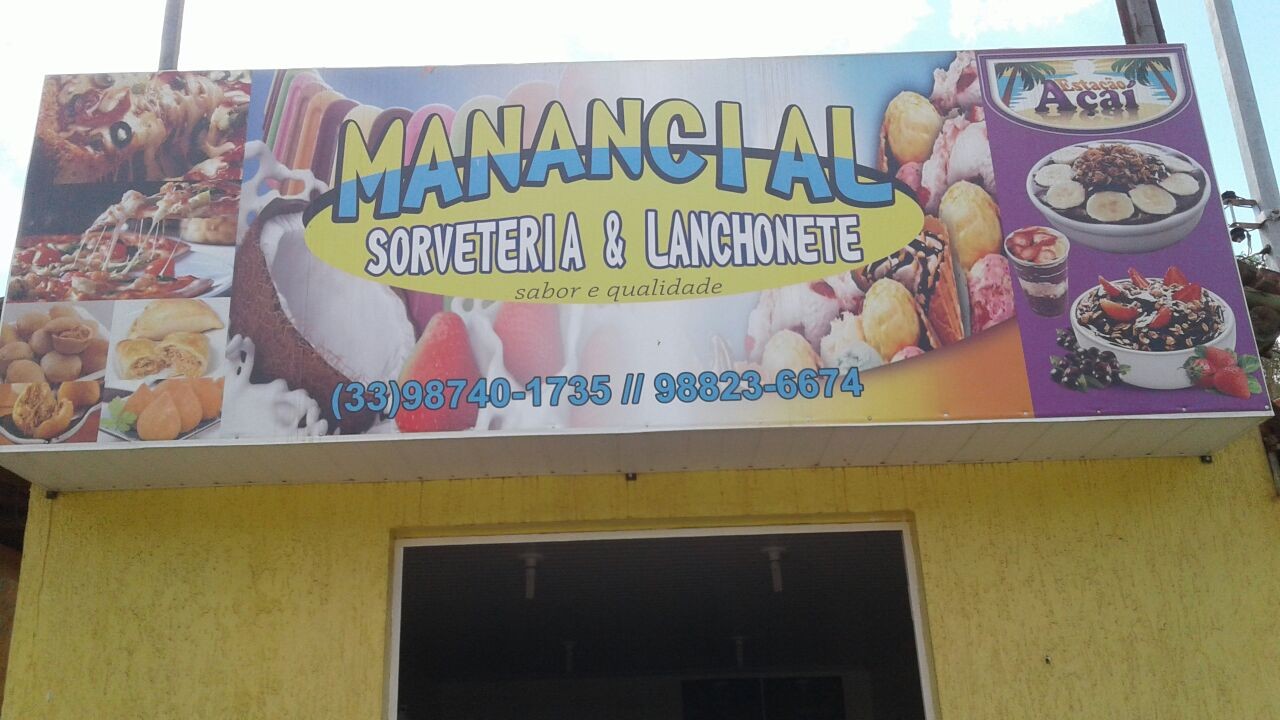 MANANCIAL
SORVETERIA & LANCHONETE
sabor e qualidade
(33)98740-1735 // 98823-6674
Estação
Açaí